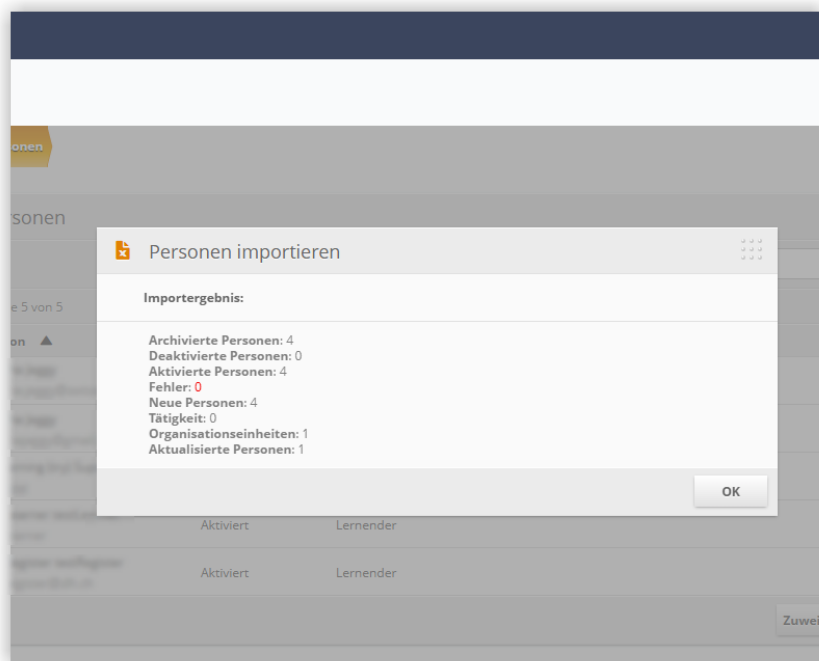 onen
rsonen
Personen importieren
Importergebnis:
e 5 von 5
on
Archivierte Personen: 4
Deaktivierte Personen: 0
Aktivierte Personen: 4
Fehler: 0
Neue Personen: 4
Tätigkeit: 0
Organisationseinheiten: 1
Aktualisierte Personen: 1
OK
Aktiviert Lernender
Aktiviert Lernender
Zuwei